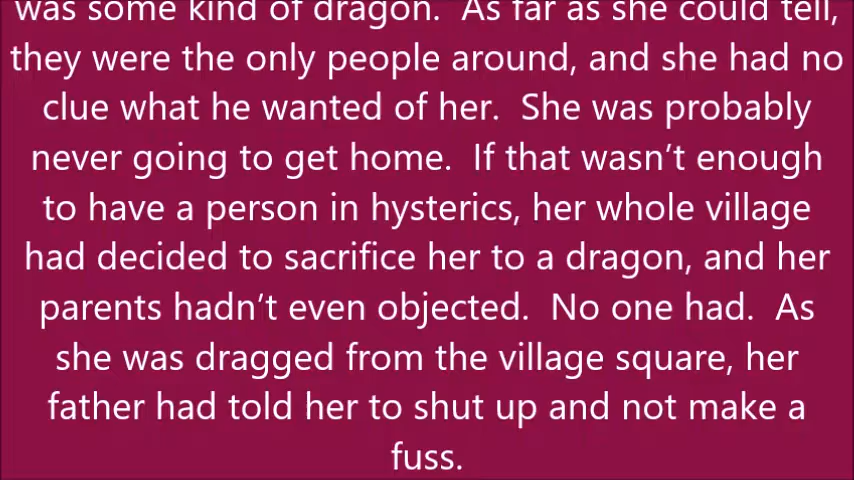 was some kind of dragon.  As far as she could tell,
they were the only people around, and she had no
clue what he wanted of her.  She was probably
never going to get home.  If that wasn’t enough
to have a person in hysterics, her whole village
had decided to sacrifice her to a dragon, and her
parents hadn’t even objected.  No one had.  As
she was dragged from the village square, her
father had told her to shut up and not make a
fuss.